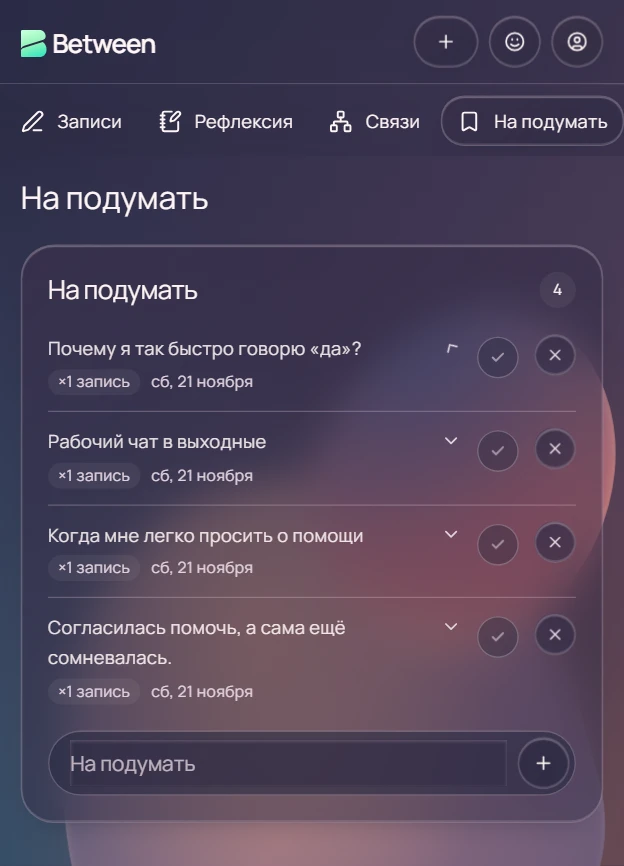 Between
Записи
Рефлексия
Связи
На подумать
На подумать
На подумать
4
Почему я так быстро говорю «да»?
×1 запись сб, 21 ноября
Рабочий чат в выходные
×1 запись сб, 21 ноября
Когда мне легко просить о помощи
×1 запись сб, 21 ноября
Согласилась помочь, а сама ещё
сомневалась.
×1 запись сб, 21 ноября
На подумать